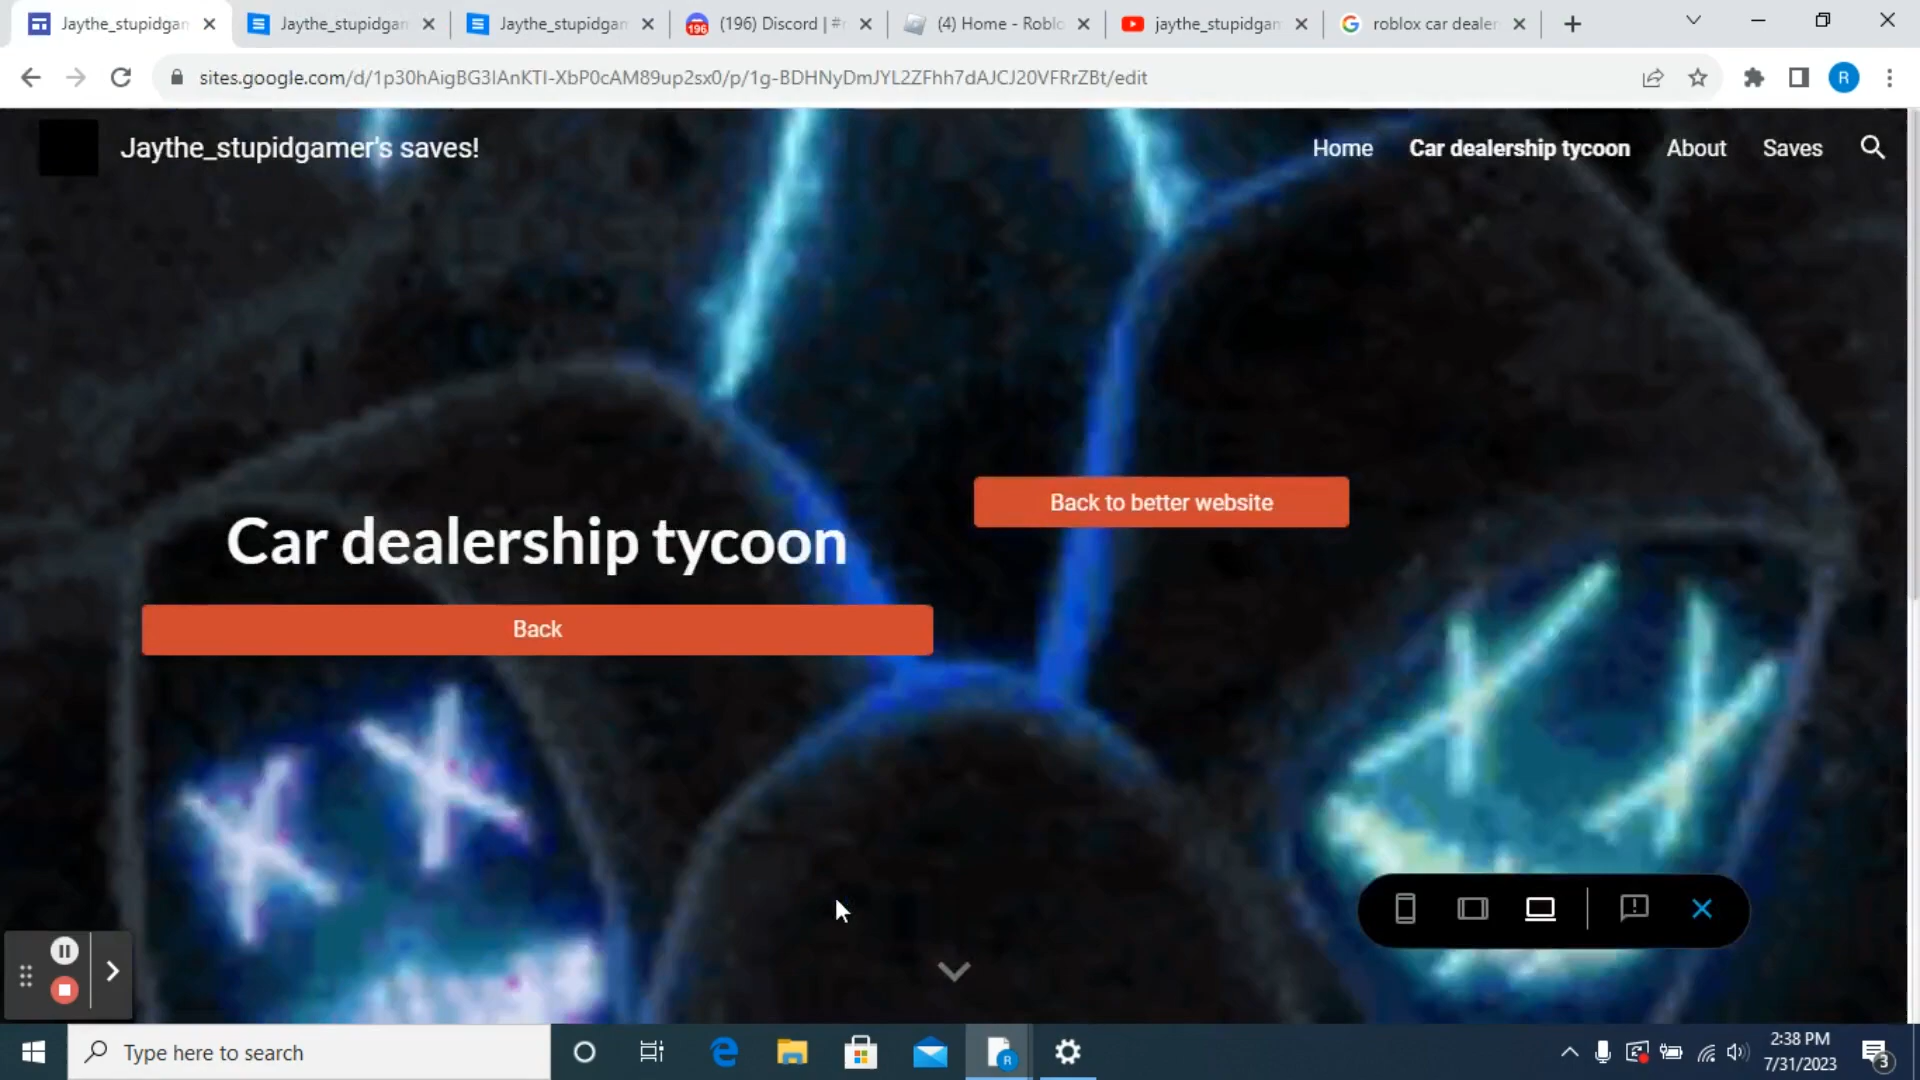 Jaythe_stupidgam
Jaythe_stupidgam
Jaythe_stupidgam
(196) Discord | #r
196
(4) Home - Roblo
jaythe_stupidgam
roblox car dealer
sites.google.com/d/1p30hAigBG3IAnKTI-XbP0cAM89up2sx0/p/1g-BDHNyDmJYL2ZFhh7dAJCJ20VFRrZBt/edit
R
Jaythe_stupidgamer's saves!
Home
Car dealership tycoon
About
Saves
Back to better website
Car dealership tycoon
Back
Type here to search
R
2:38 PM
7/31/2023
3